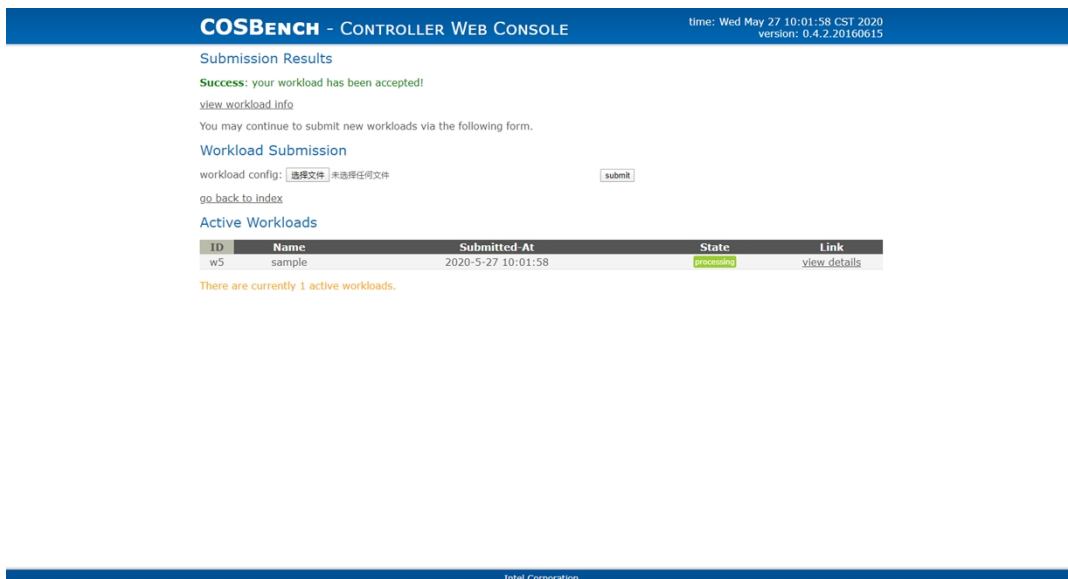 COSBENCH - CONTROLLER WEB CONSOLE
time: Wed May 27 10:01:58 CST 2020
version: 0.4.2.20160615
Submission Results
Success: your workload has been accepted!
view workload info
You may continue to submit new workloads via the following form.
Workload Submission
workload config: 选择文件 未选择任何文件 submit
go back to index
Active Workloads
ID Name Submitted-At State Link
w5 sample 2020-5-27 10:01:58 processing view details
There are currently 1 active workloads.
Intel Corporation